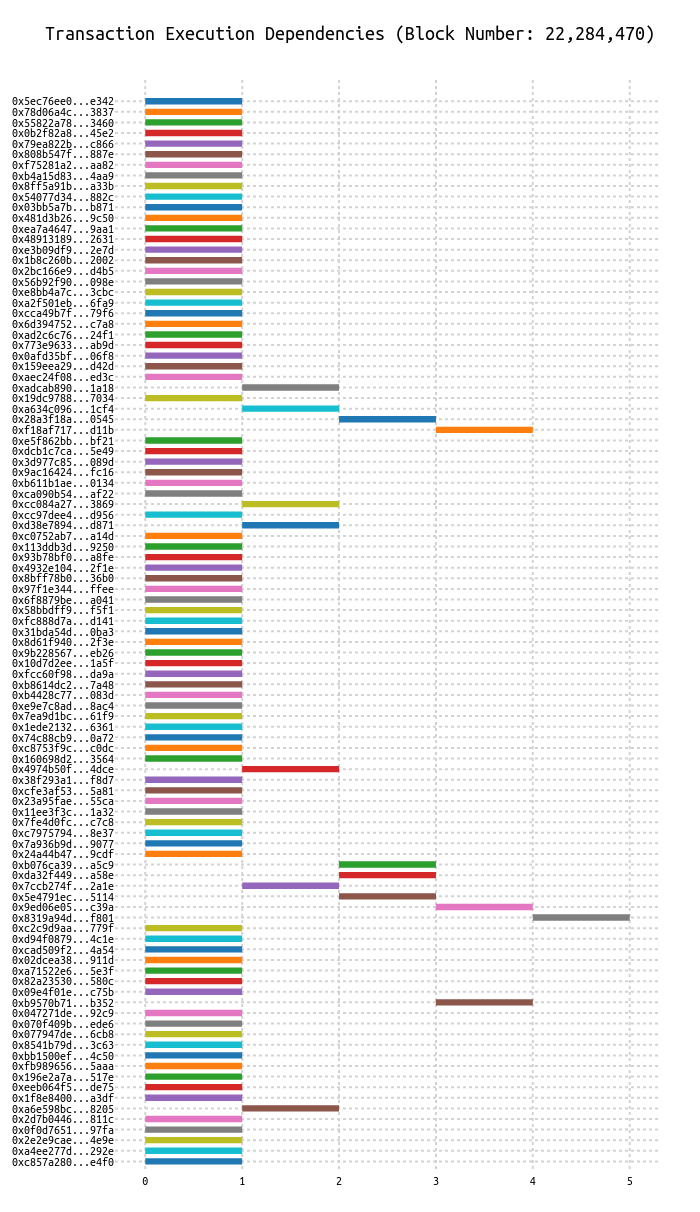 Transaction Execution Dependencies (Block Number: 22,284,470)
0x5ec76ee0...e342
0x78d06a4c...3837
0x55822a78...3460
0x0b2f82a8...45e2
0x79ea822b...c866
0x808b547f...887e
0xf75281a2...aa82
0xb4a15d83...4aa9
0x8ff5a91b...a33b
0x54077d34...882c
0x03bb5a7b...b871
0x481d3b26...9c50
0xea7a4647...9aa1
0x48913189...2631
0xe3b09df9...2e7d
0x1b8c260b...2002
0x2bc166e9...d4b5
0x56b92f90...098e
0xe8bb4a7c...3cbc
0xa2f501eb...6fa9
0xcca49b7f...79f6
0x6d394752...c7a8
0xad2c6c76...24f1
0x773e9633...ab9d
0x0afd35bf...06f8
0x159eea29...d42d
0xaec24f08...ed3c
0xadcab890...1a18
0x19dc9788...7034
0xa634c096...1cf4
0x28a3f18a...0545
0xf18af717...d11b
0xe5f862bb...bf21
0xdcb1c7ca...5e49
0x3d977c85...089d
0x9ac16424...fc16
0xb611b1ae...0134
0xca090b54...af22
0xcc084a27...3869
0xcc97dee4...d956
0xd38e7894...d871
0xc0752ab7...a14d
0x113ddb3d...9250
0x93b78bf0...a8fe
0x4932e104...2f1e
0x8bff78b0...36b0
0x97f1e344...ffee
0x6f8879be...a041
0x58bbdff9...f5f1
0xfc888d7a...d141
0x31bda54d...0ba3
0x8d61f940...2f3e
0x9b228567...eb26
0x10d7d2ee...1a5f
0xfcc60f98...da9a
0xb8614dc2...7a48
0xb4428c77...083d
0xe9e7c8ad...8ac4
0x7ea9d1bc...61f9
0x1ede2132...6361
0x74c88cb9...0a72
0xc8753f9c...c0dc
0x160698d2...3564
0x4974b50f...4dce
0x38f293a1...f8d7
0xcfe3af53...5a81
0x23a95fae...55ca
0x11ee3f3c...1a32
0x7fe4d0fc...c7c8
0xc7975794...8e37
0x7a936b9d...9077
0x24a44b47...9cdf
0xb076ca39...a5c9
0xda32f449...a58e
0x7ccb274f...2a1e
0x5e4791ec...5114
0x9ed06e05...c39a
0x8319a94d...f801
0xc2c9d9aa...779f
0xd94f0879...4c1e
0xcad509f2...4a54
0x02dcea38...911d
0xa71522e6...5e3f
0x82a23530...580c
0x09e4f01e...c75b
0xb9570b71...b352
0x047271de...92c9
0x070f409b...ede6
0x077947de...6cb8
0x8541b79d...3c63
0xbb1500ef...4c50
0xfb989656...5aaa
0x196e2a7a...517e
0xeeb064f5...de75
0x1f8e8400...a3df
0xa6e598bc...8205
0x2d7b0446...811c
0x0f0d7651...97fa
0x2e2e9cae...4e9e
0xa4ee277d...292e
0xc857a280...e4f0
0 1 2 3 4 5